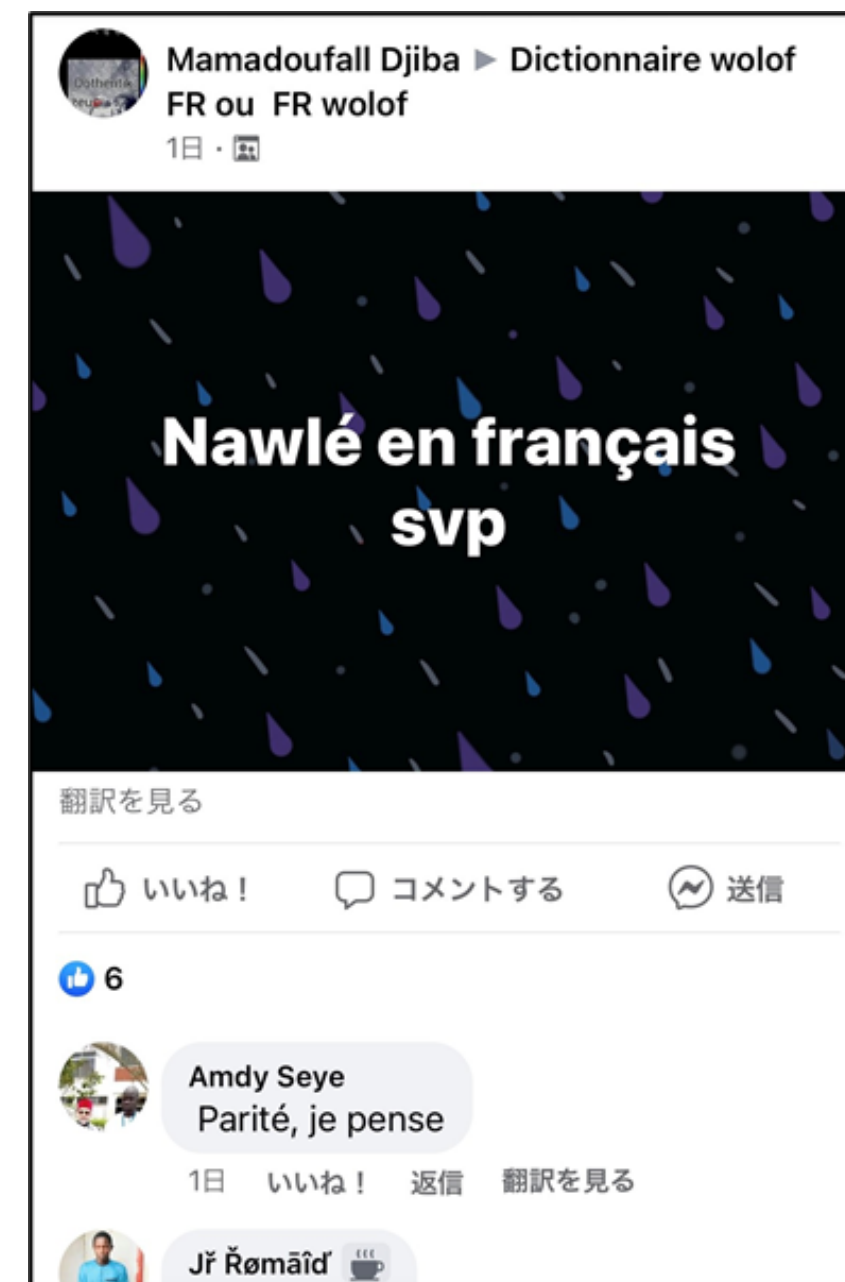 Mamadoufall Djiba ▶ Dictionnaire wolof
FR ou FR wolof
1日 ·
Nawlé en français
svp
翻訳を見る
いいね！ コメントする 送信
6
Amdy Seye
Parité, je pense
1日 いいね！ 返信 翻訳を見る
Jř Řømāîď